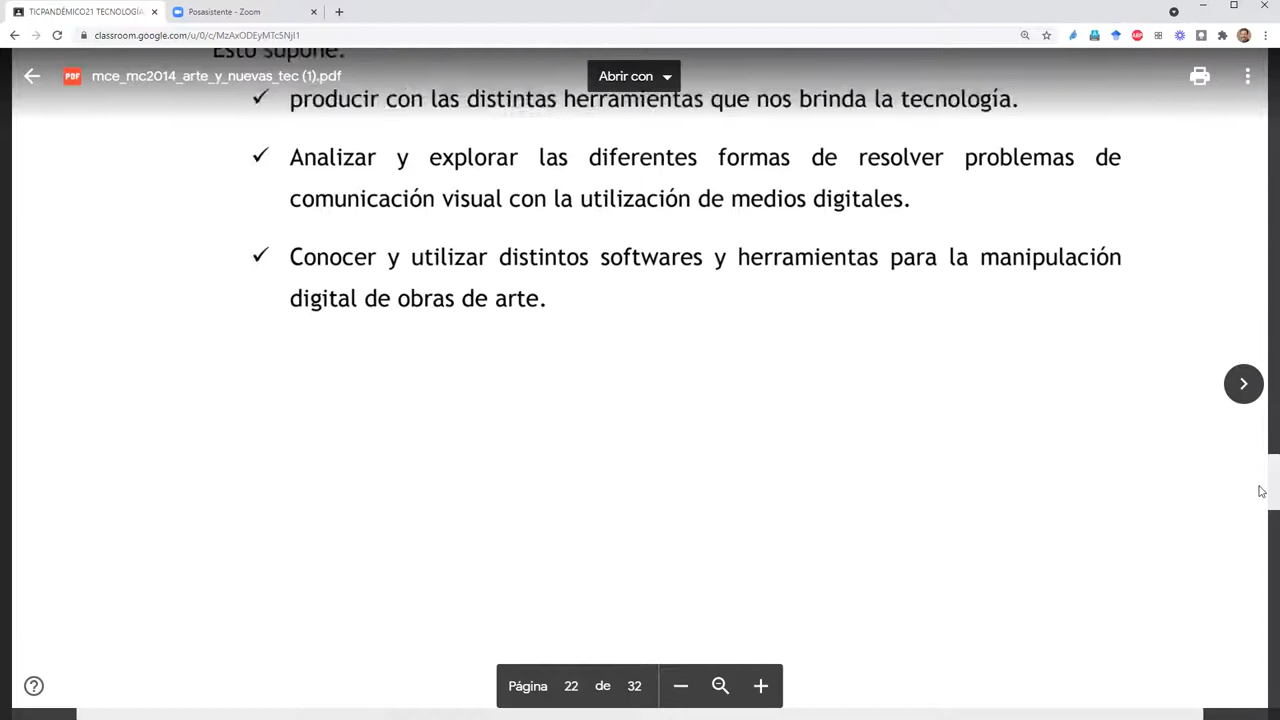 TICPANDÉMICO21 TECNOLOGÍA
Posasistente - Zoom
classroom.google.com/u/0/c/MzAxODEyMTc5NjI1
Esto supone:
PDF mce_mc2014_arte_y_nuevas_tec (1).pdf
Abrir con
✓ producir con las distintas herramientas que nos brinda la tecnología.
✓ Analizar y explorar las diferentes formas de resolver problemas de
comunicación visual con la utilización de medios digitales.
✓ Conocer y utilizar distintos softwares y herramientas para la manipulación
digital de obras de arte.
Página 22 de 32